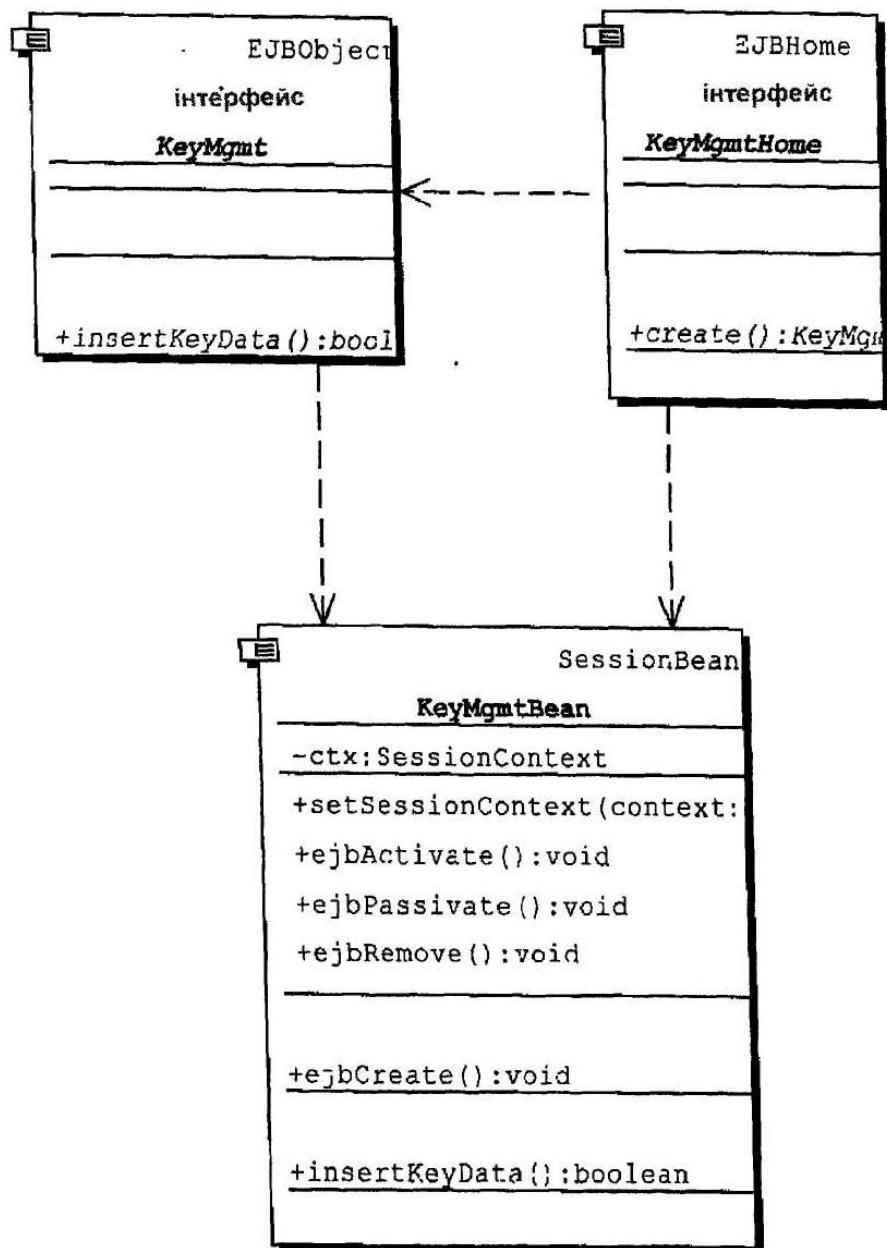 EJBObject
інтерфейс
KeyMgmt
+insertKeyData():bool
EJBHome
інтерфейс
KeyMgmtHome
+create():KeyMgm
SessionBean
KeyMgmtBean
-ctx:SessionContext
+setSessionContext(context:
+ejbActivate():void
+ejbPassivate():void
+ejbRemove():void
+ejbCreate():void
+insertKeyData():boolean